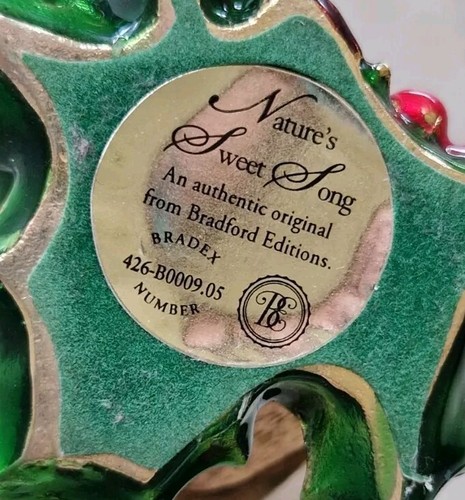 Nature's
Sweet Song
An authentic original
from Bradford Editions.
BRADEX
426-B0009.05
NUMBER
BE